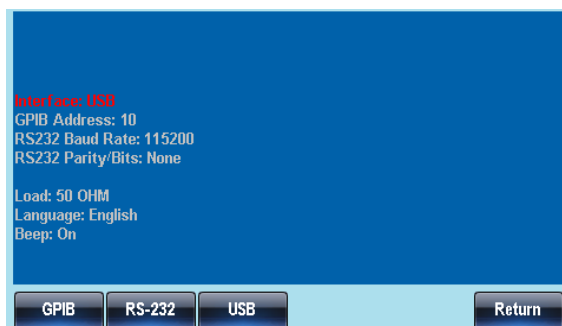 Interface: USB
GPIB Address: 10
RS232 Baud Rate: 115200
RS232 Parity/Bits: None
Load: 50 OHM
Language: English
Beep: On
GPIB RS-232 USB Return